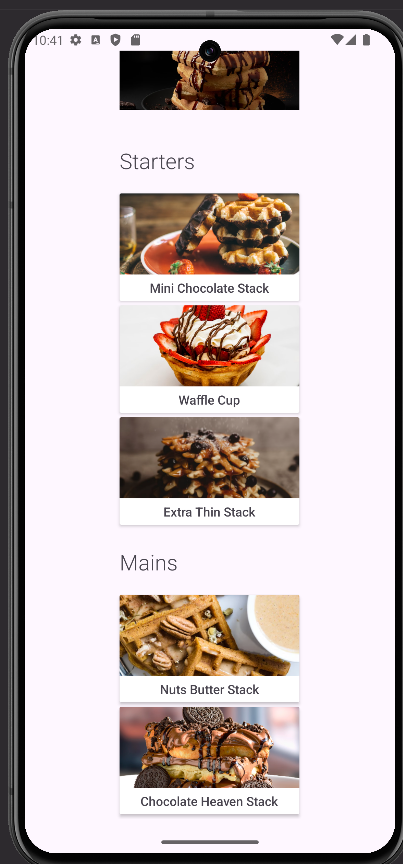 10:41
Starters
Mini Chocolate Stack
Waffle Cup
Extra Thin Stack
Mains
Nuts Butter Stack
Chocolate Heaven Stack